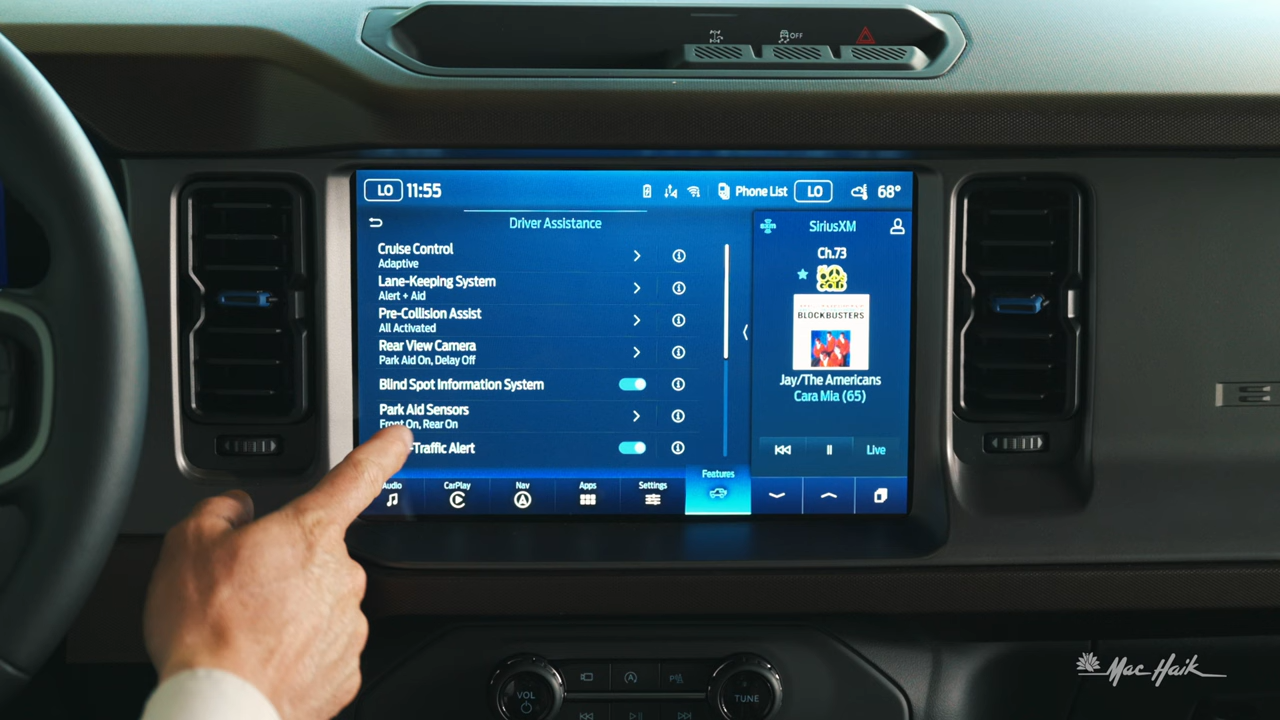 OFF
LO 11:55 Phone List LO 68°
Driver Assistance
Cruise Control
Adaptive
Lane-Keeping System
Alert + Aid
Pre-Collision Assist
All Activated
Rear View Camera
Park Aid On, Delay Off
Blind Spot Information System
Park Aid Sensors
Front On, Rear On
-Traffic Alert
SiriusXM
Ch.73
60s GOLD
BLOCKBUSTERS
Jay/The Americans
Cara Mia (65)
Live
Audio
CarPlay
Nav
Apps
Settings
Features
VOL
TUNE
Mac Haik